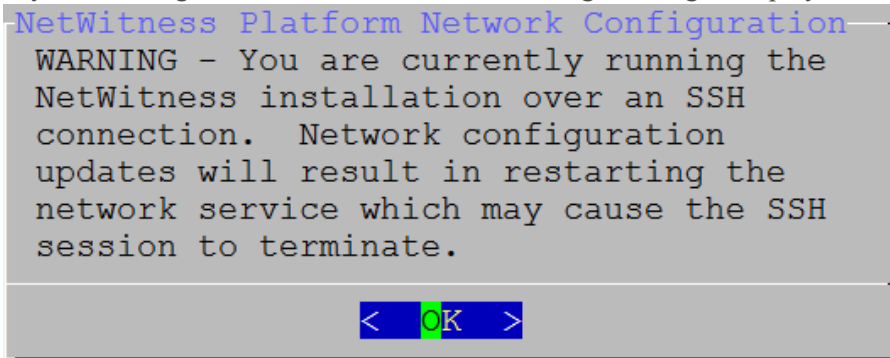 NetWitness Platform Network Configuration
WARNING - You are currently running the
NetWitness installation over an SSH
connection.  Network configuration
updates will result in restarting the
network service which may cause the SSH
session to terminate.
<  OK  >